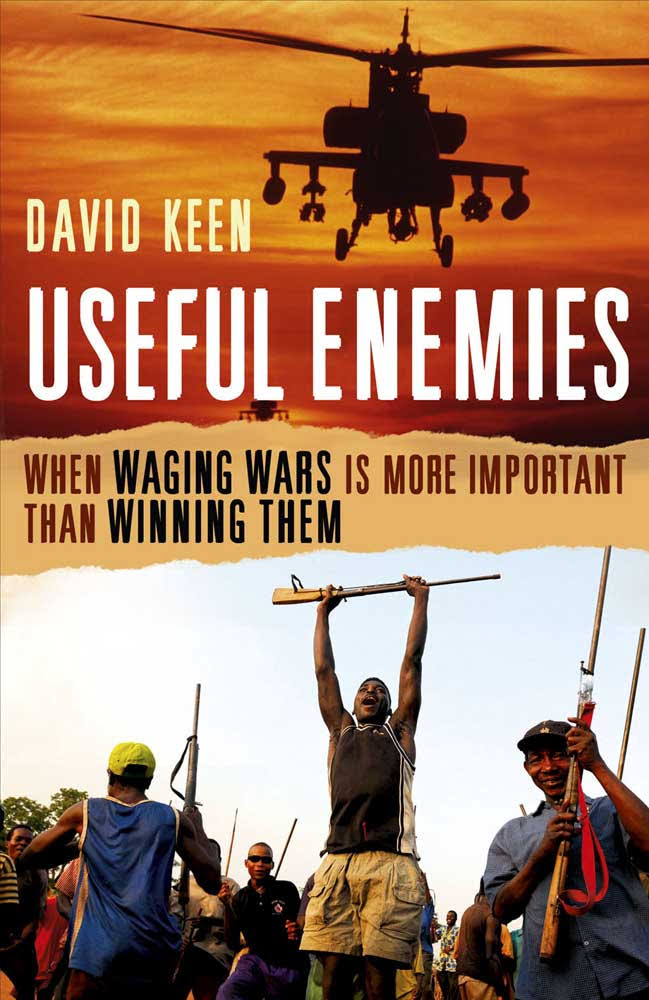 DAVID KEEN
USEFUL ENEMIES
WHEN WAGING WARS IS MORE IMPORTANT
THAN WINNING THEM